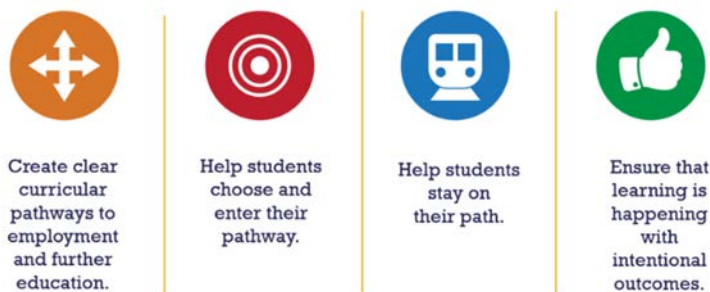 Create clear
curricular
pathways to
employment
and further
education.
Help students
choose and
enter their
pathway.
Help students
stay on
their path.
Ensure that
learning is
happening
with
intentional
outcomes.